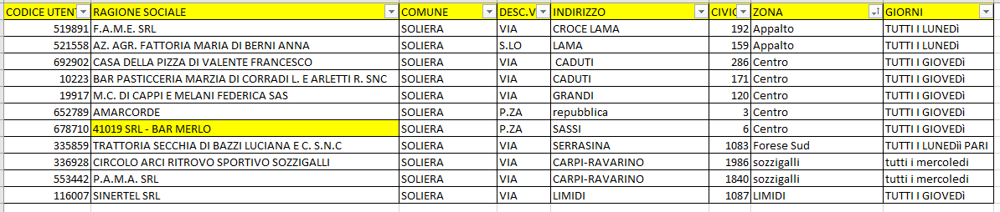 CODICE UTEN RAGIONE SOCIALE COMUNE DESC.V INDIRIZZO CIVIC ZONA GIORNI
519891 F.A.M.E. SRL SOLIERA VIA CROCE LAMA 192 Appalto TUTTI I LUNEDì
521558 AZ. AGR. FATTORIA MARIA DI BERNI ANNA SOLIERA S.LO LAMA 159 Appalto TUTTI I LUNEDì
692902 CASA DELLA PIZZA DI VALENTE FRANCESCO SOLIERA VIA CADUTI 286 Centro TUTTI I GIOVEDì
10223 BAR PASTICCERIA MARZIA DI CORRADI L. E ARLETTI R. SNC SOLIERA VIA CADUTI 171 Centro TUTTI I GIOVEDì
19917 M.C. DI CAPPI E MELANI FEDERICA SAS SOLIERA VIA GRANDI 120 Centro TUTTI I GIOVEDì
652789 AMARCORDE SOLIERA P.ZA repubblica 3 Centro TUTTI I GIOVEDì
678710 41019 SRL - BAR MERLO SOLIERA P.ZA SASSI 6 Centro TUTTI I GIOVEDì
335859 TRATTORIA SECCHIA DI BAZZI LUCIANA E C. S.N.C SOLIERA VIA SERRASINA 1083 Forese Sud TUTTI I LUNEDìì PARI
336928 CIRCOLO ARCI RITROVO SPORTIVO SOZZIGALLI SOLIERA VIA CARPI-RAVARINO 1986 sozzigalli tutti i mercoledi
553442 P.A.M.A. SRL SOLIERA VIA CARPI-RAVARINO 1840 sozzigalli tutti i mercoledi
116007 SINERTEL SRL SOLIERA VIA LIMIDI 1087 LIMIDI TUTTI I GIOVEDì